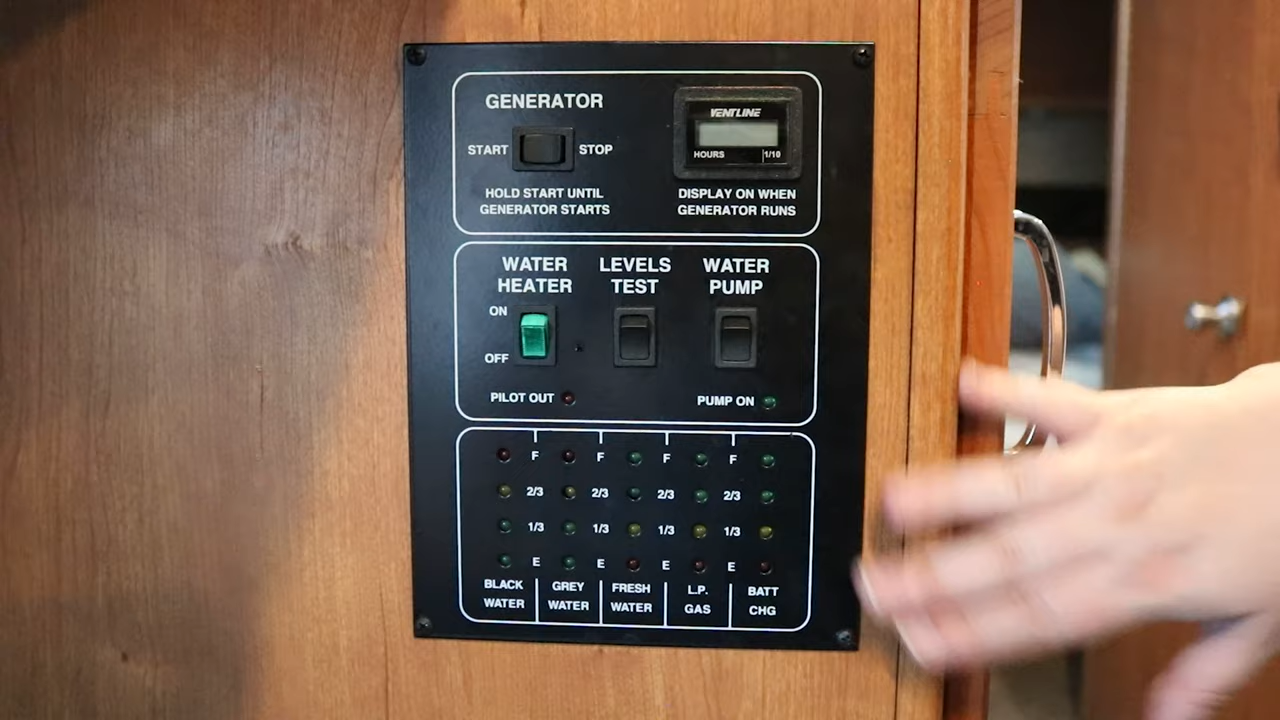 GENERATOR
START
STOP
HOLD START UNTIL
GENERATOR STARTS
VENTLINE
HOURS
1/10
DISPLAY ON WHEN
GENERATOR RUNS
WATER
HEATER
LEVELS
TEST
WATER
PUMP
ON
OFF
PILOT OUT
PUMP ON
F F F F
2/3 2/3 2/3 2/3
1/3 1/3 1/3 1/3
E E E E
BLACK
WATER
GREY
WATER
FRESH
WATER
L.P.
GAS
BATT
CHG